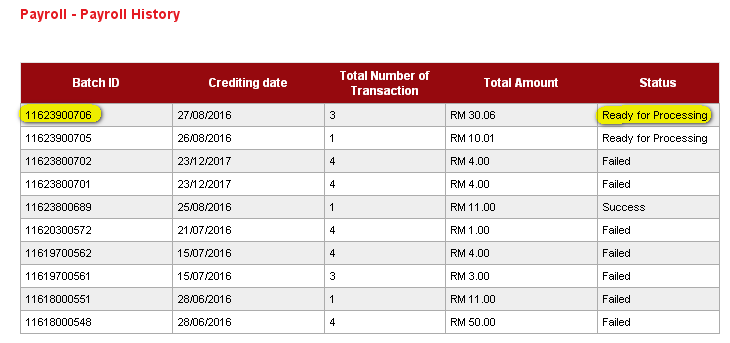 Payroll - Payroll History
Batch ID Crediting date Total Number of Transaction Total Amount Status
11623900706 27/08/2016 3 RM 30.06 Ready for Processing
11623900705 26/08/2016 1 RM 10.01 Ready for Processing
11623800702 23/12/2017 4 RM 4.00 Failed
11623800701 23/12/2017 4 RM 4.00 Failed
11623800689 25/08/2016 1 RM 11.00 Success
11620300572 21/07/2016 4 RM 1.00 Failed
11619700562 15/07/2016 4 RM 4.00 Failed
11619700561 15/07/2016 3 RM 3.00 Failed
11618000551 28/06/2016 1 RM 11.00 Failed
11618000548 28/06/2016 4 RM 50.00 Failed